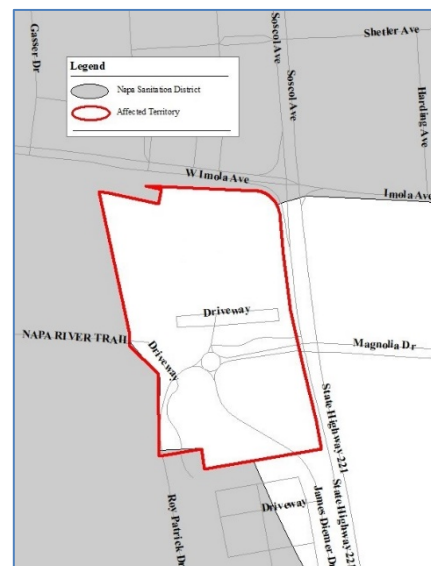 Gasser Dr
Soscol Ave
Shetler Ave
Legend
Napa Sanitation District
Affected Territory
Soscol Ave
Harding Ave
W Imola Ave
Imola Ave
Driveway
NAPA RIVER TRAIL
Driveway
Magnolia Dr
State Highway 221
Roy Patrick Dr
Driveway
James Diemer Dr
State Highway 221